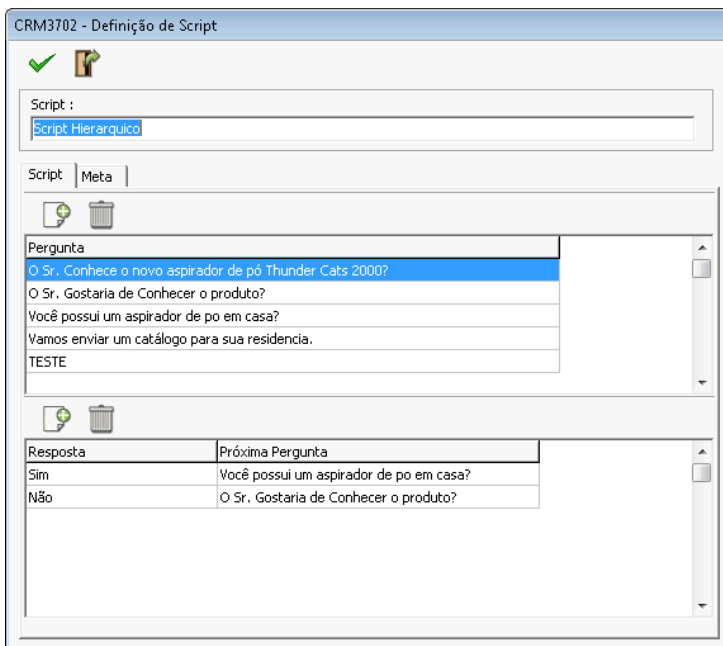 CRM3702 - Definição de Script
Script :
Script Hierarquico
Script Meta
Pergunta
O Sr. Conhece o novo aspirador de pó Thunder Cats 2000?
O Sr. Gostaria de Conhecer o produto?
Você possui um aspirador de po em casa?
Vamos enviar um catálogo para sua residencia.
TESTE
Resposta Próxima Pergunta
Sim Você possui um aspirador de po em casa?
Não O Sr. Gostaria de Conhecer o produto?